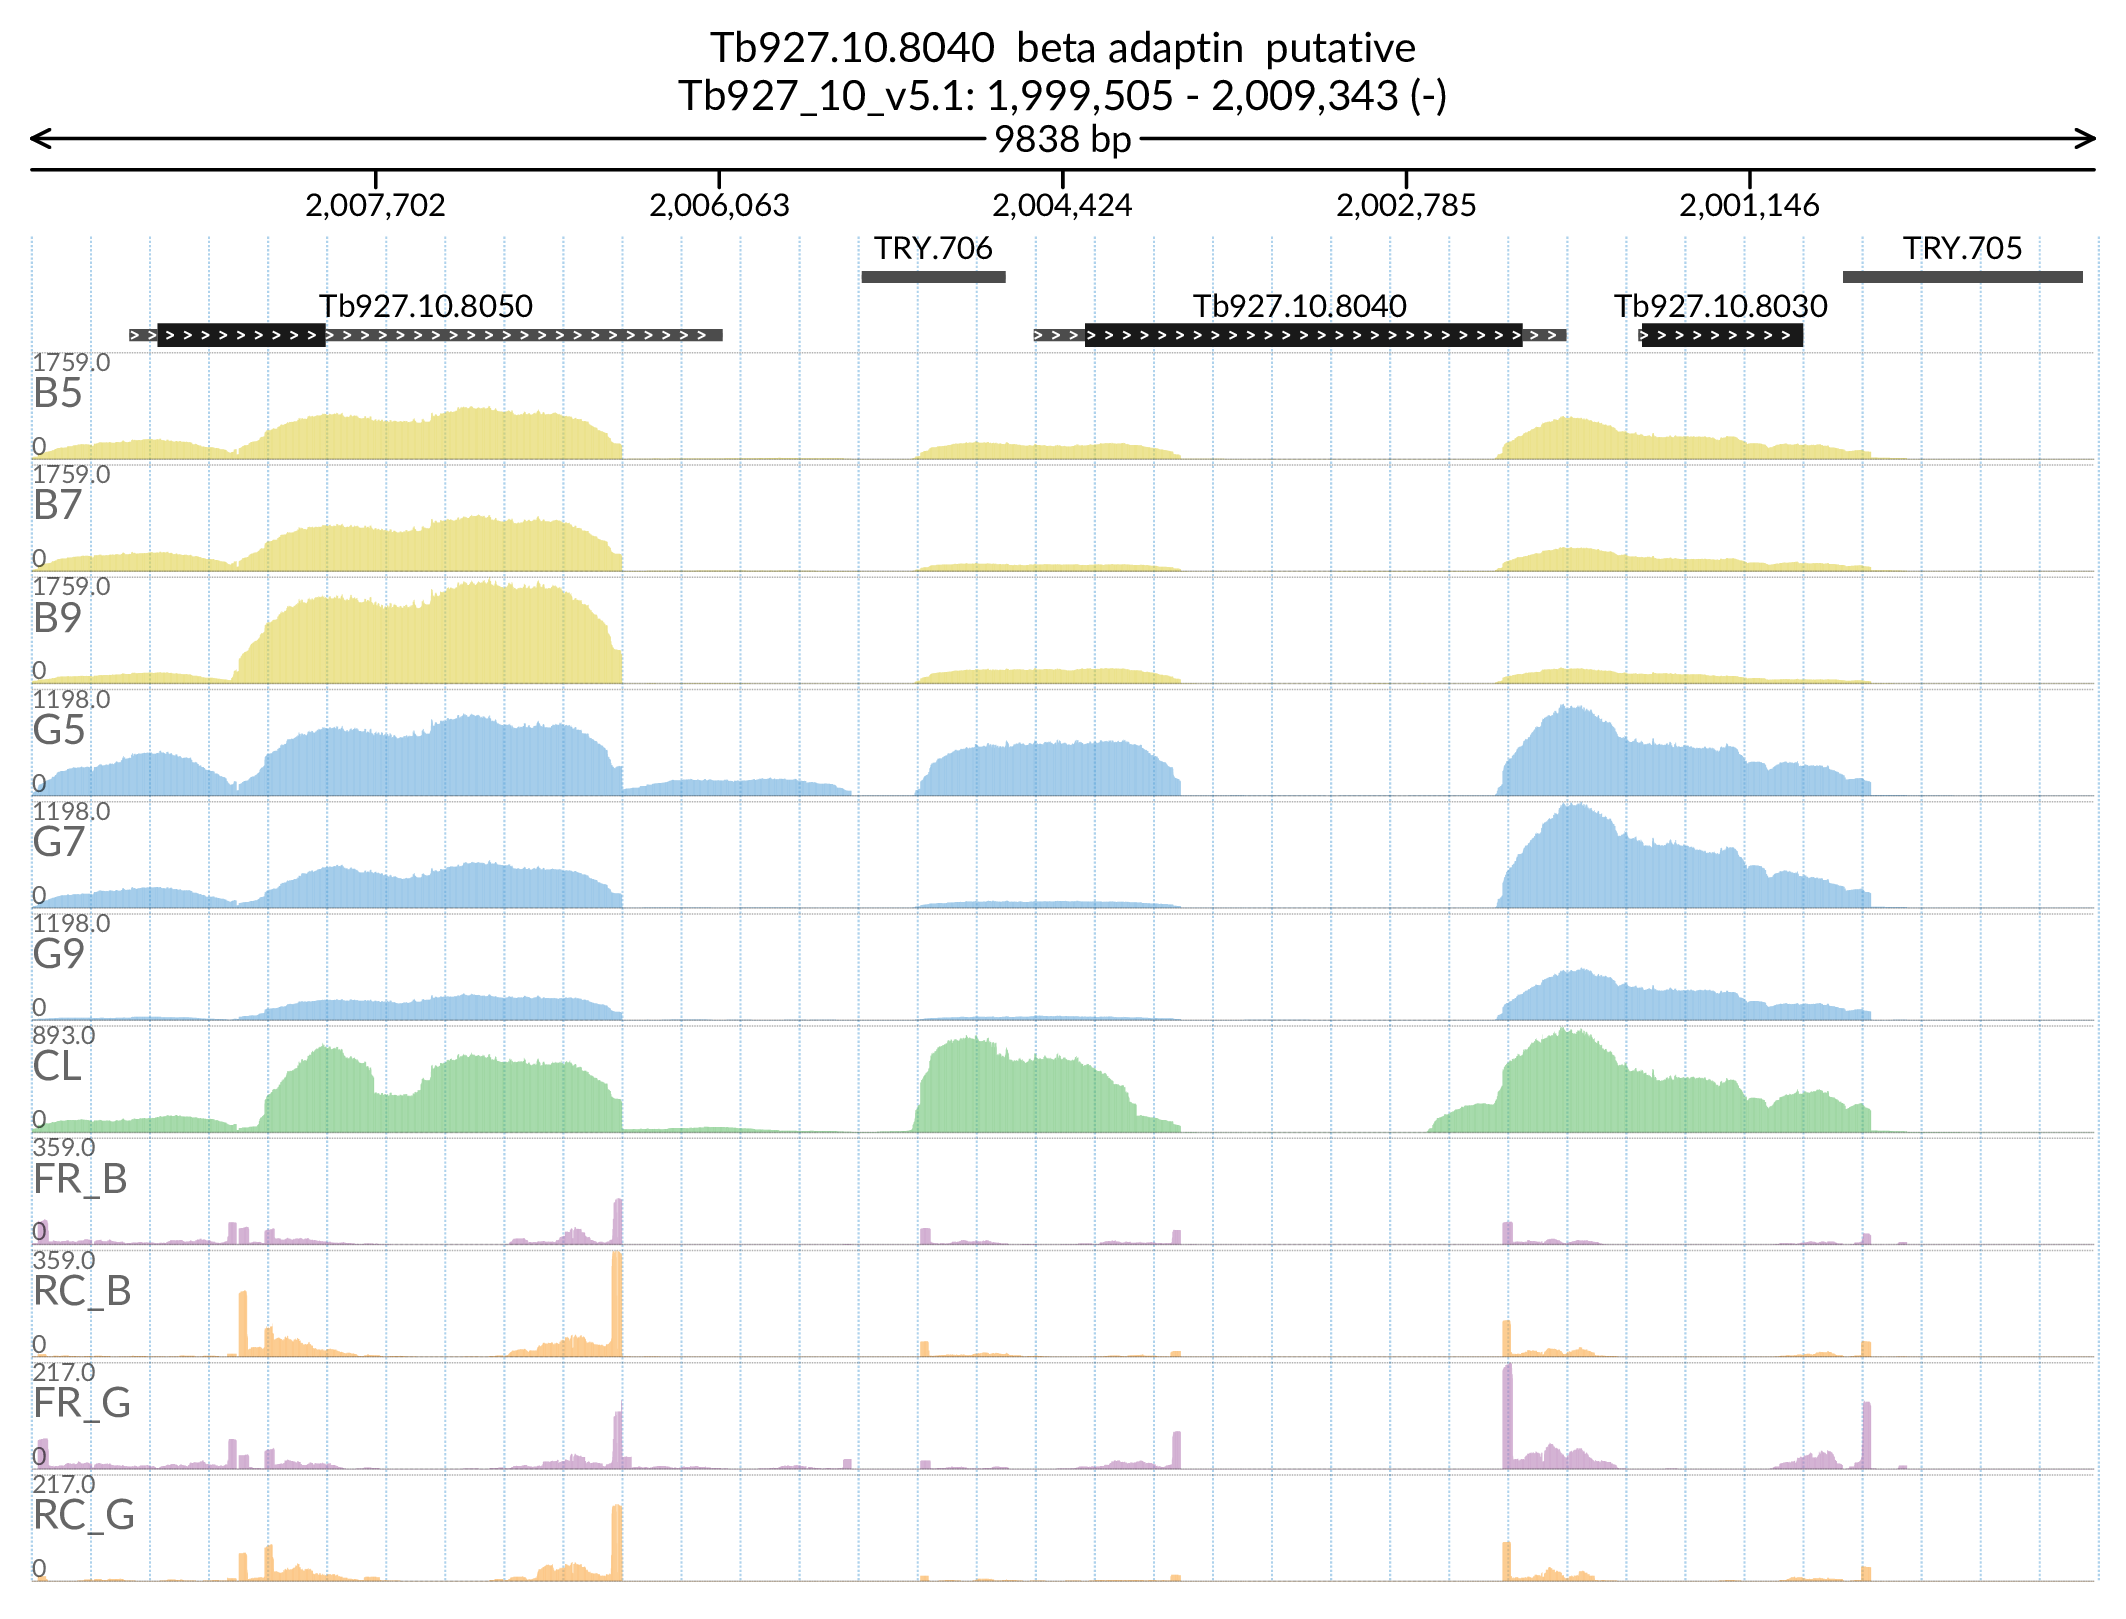 Tb927.10.8040 beta adaptin putative
Tb927_10_v5.1: 1,999,505 - 2,009,343 (-)
9838 bp
2,007,702 2,006,063 2,004,424 2,002,785 2,001,146
TRY.706 TRY.705
Tb927.10.8050 Tb927.10.8040 Tb927.10.8030
1759.0
B5
0
1759.0
B7
0
1759.0
B9
0
1198.0
G5
0
1198.0
G7
0
1198.0
G9
0
893.0
CL
0
359.0
FR_B
0
359.0
RC_B
0
217.0
FR_G
0
217.0
RC_G
0